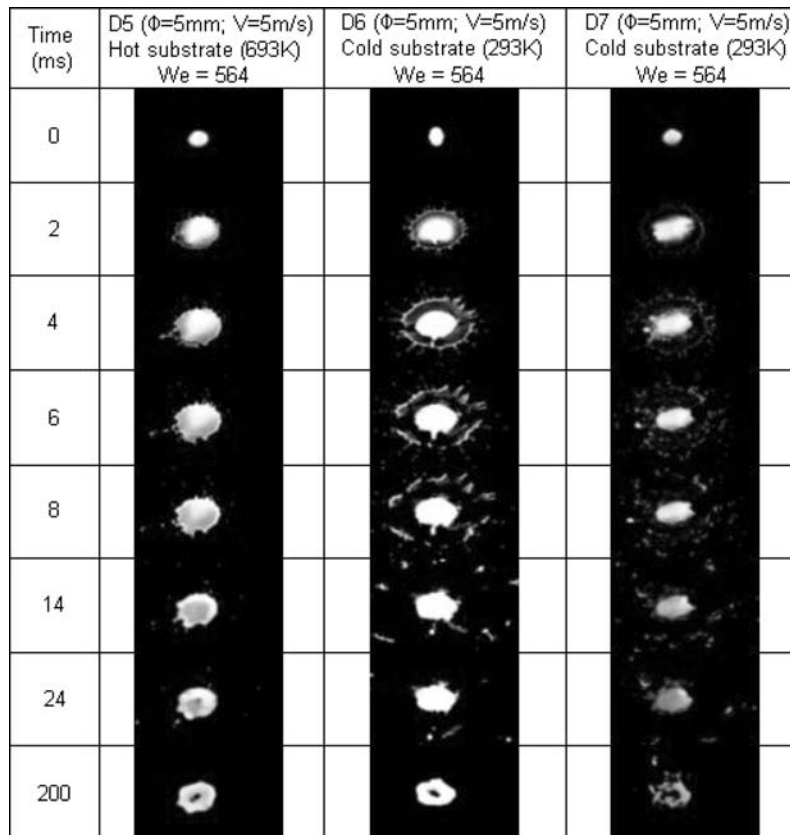 Time
(ms)
D5 (Φ=5mm; V=5m/s)
Hot substrate (693K)
We = 564
D6 (Φ=5mm; V=5m/s)
Cold substrate (293K)
We = 564
D7 (Φ=5mm; V=5m/s)
Cold substrate (293K)
We = 564
0
2
4
6
8
14
24
200